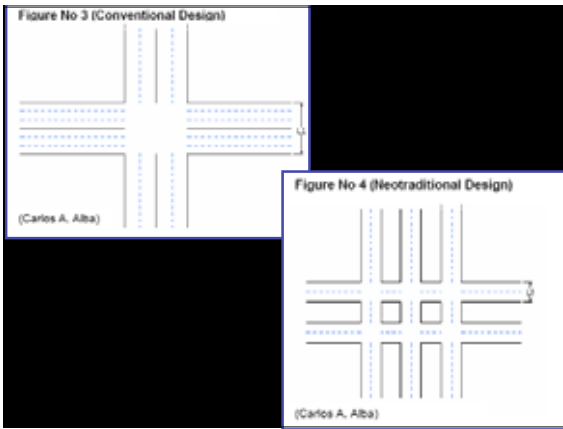 Figure No 3 (Conventional Design)
(Carlos A. Alba)
Figure No 4 (Neotraditional Design)
(Carlos A. Alba)